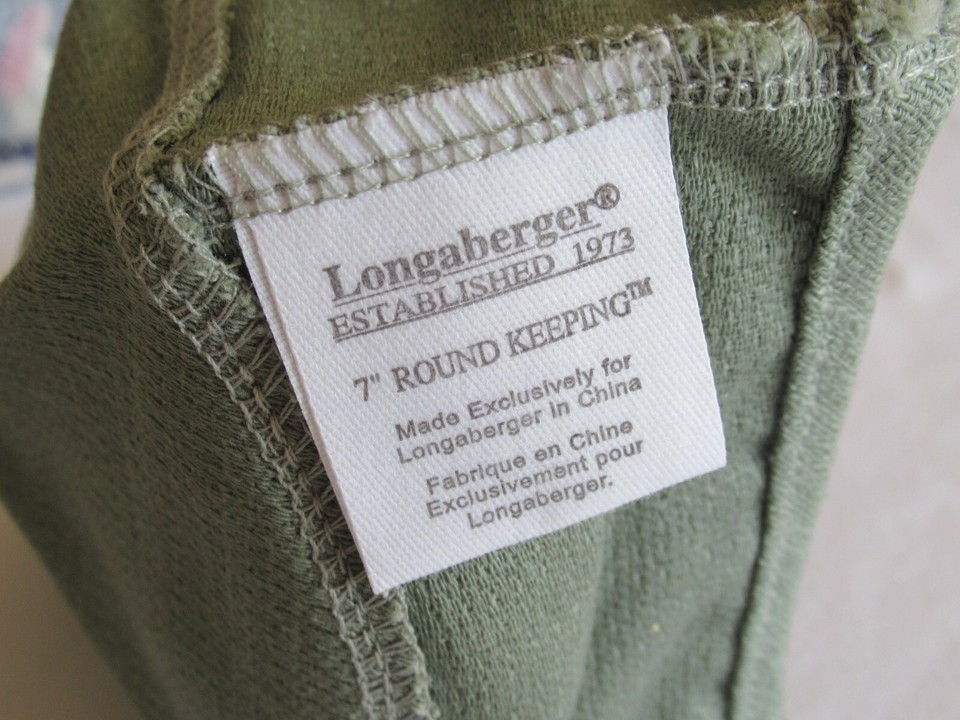 Longaberger®
ESTABLISHED 1973
7" ROUND KEEPING™
Made Exclusively for
Longaberger in China
Fabrique en Chine
Exclusivement pour
Longaberger.